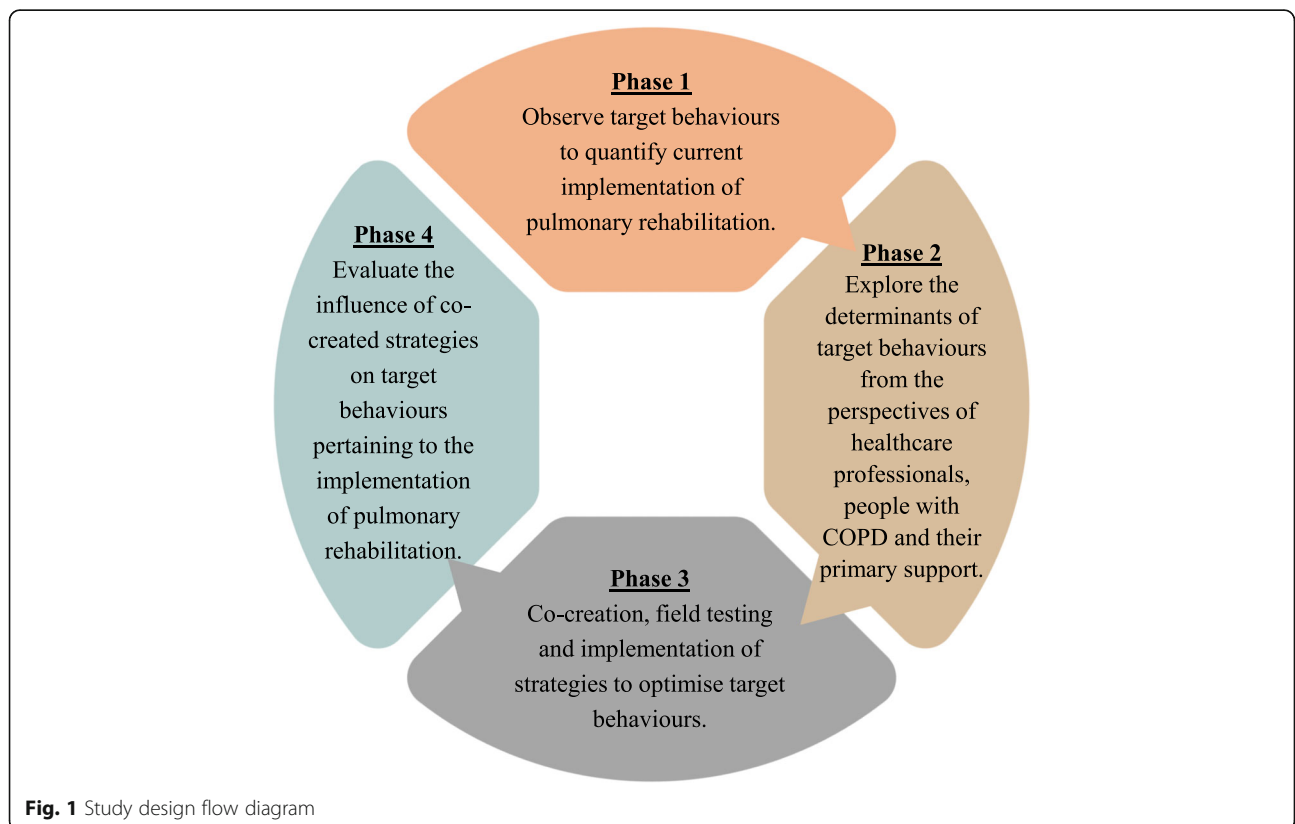 Phase 1
Observe target behaviours
to quantify current
implementation of
pulmonary rehabilitation.
Phase 2
Explore the
determinants of
target behaviours
from the
perspectives of
healthcare
professionals,
people with
COPD and their
primary support.
Phase 3
Co-creation, field testing
and implementation of
strategies to optimise target
behaviours.
Phase 4
Evaluate the
influence of co-
created strategies
on target
behaviours
pertaining to the
implementation
of pulmonary
rehabilitation.
Fig. 1 Study design flow diagram